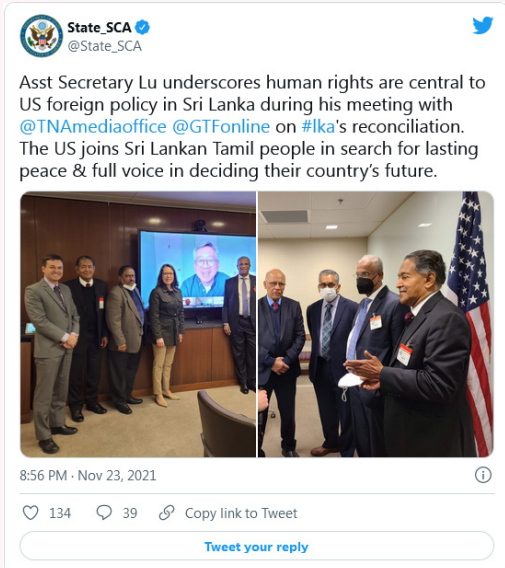 State_SCA
@State_SCA
Asst Secretary Lu underscores human rights are central to
US foreign policy in Sri Lanka during his meeting with
@TNAmediaoffice @GTFonline on #lka's reconciliation.
The US joins Sri Lankan Tamil people in search for lasting
peace & full voice in deciding their country’s future.
8:56 PM · Nov 23, 2021
134
39
Copy link to Tweet
Tweet your reply